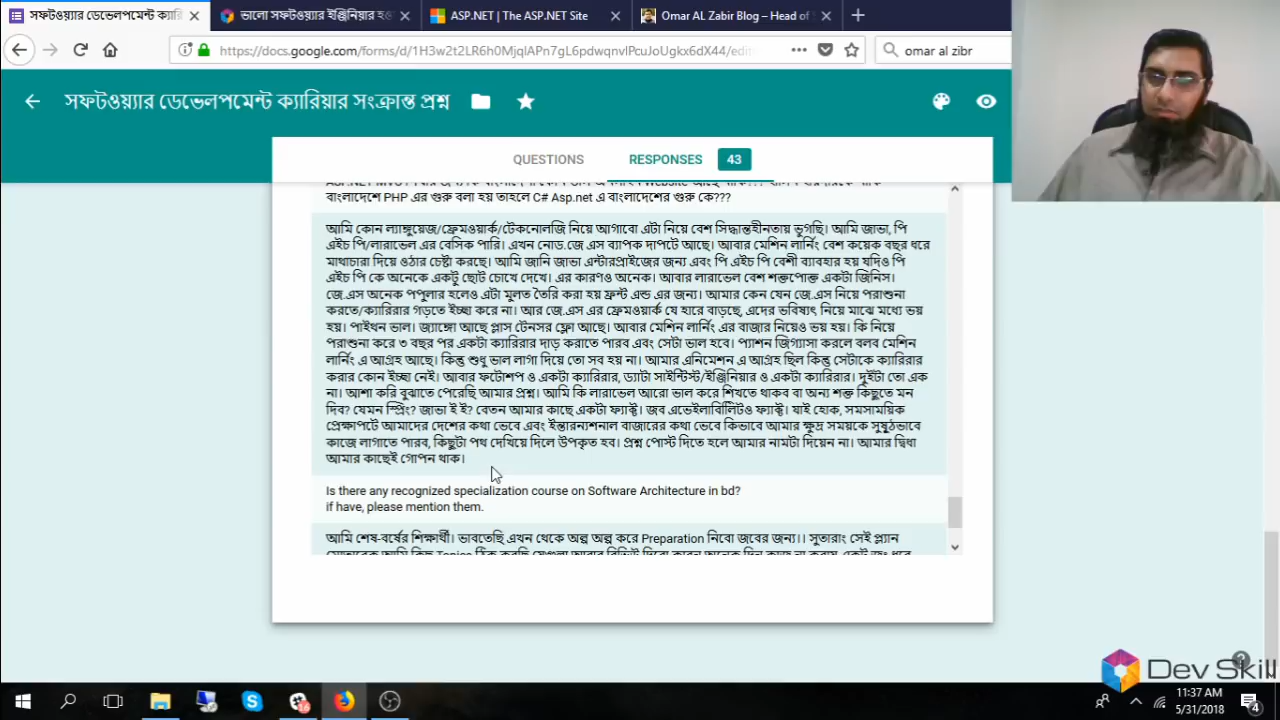 সফটওয়্যার ডেভেলপমেন্ট ক্যারি
ভালো সফটওয়্যার ইঞ্জিনিয়ার হও
ASP.NET | The ASP.NET Site
Omar AL Zabir Blog – Head of S
https://docs.google.com/forms/d/1H3w2t2LR6h0MjqlAPn7gL6pdwqnvlPcuJoUgkx6dX44/edi
omar al zibr
সফটওয়্যার ডেভেলপমেন্ট ক্যারিয়ার সংক্রান্ত প্রশ্ন
QUESTIONS
RESPONSES 43
বাংলাদেশে PHP এর গুরু বলা হয় তাহলে C# Asp.net এ বাংলাদেশের গুরু কে???
আমি কোন ল্যাঙ্গুয়েজ/ফ্রেমওয়ার্ক/টেকনোলজি নিয়ে আগাবো এটা নিয়ে বেশ সিদ্ধান্তহীনতায় ভুগছি। আমি জাভা, পি
এইচ পি/লারাভেল এর বেসিক পারি। এখন নোড.জে এস ব্যাপক দাপটে আছে। আবার মেশিন লার্নিং বেশ কয়েক বছর ধরে
মাথাচারা দিয়ে ওঠার চেষ্টা করছে। আমি জানি জাভা এন্টারপ্রাইজের জন্য এবং পি এইচ পি বেশী ব্যাবহার হয় যদিও পি
এইচ পি কে অনেকে একটু ছোট চোখে দেখে। এর কারণও অনেক। আবার লারাভেল বেশ শক্তপোক্ত একটা জিনিস।
জে.এস অনেক পপুলার হলেও এটা মুলত তৈরি করা হয় ফ্রন্ট এন্ড এর জন্য। আমার কেন যেন জে.এস নিয়ে পরাশুনা
করতে/ক্যারিয়ার গড়তে ইচ্ছা করে না। আর জে.এস এর ফ্রেমওয়ার্ক যে হারে বাড়ছে, এদের ভবিষ্যৎ নিয়ে মাঝে মধ্যে ভয়
হয়। পাইথন ভাল। জ্যাঙ্গো আছে প্লাস টেনসর ফ্লো আছে। আবার মেশিন লার্নিং এর বাজার নিয়েও ভয় হয়। কি নিয়ে
পরাশুনা করে ৩ বছর পর একটা ক্যারিয়ার দাড় করাতে পারব এবং সেটা ভাল হবে। প্যাশন জিগ্যাসা করলে বলব মেশিন
লার্নিং এ আগ্রহ আছে। কিন্তু শুধু ভাল লাগা দিয়ে তো সব হয় না। আমার এনিমেশন এ আগ্রহ ছিল কিন্তু সেটাকে ক্যারিয়ার
করার কোন ইচ্ছা নেই। আবার ফটোশপ ও একটা ক্যারিয়ার, ড্যাটা সাইন্টিস্ট/ইঞ্জিনিয়ার ও একটা ক্যারিয়ার। দুইটা তো এক
না। আশা করি বুঝাতে পেরেছি আমার প্রশ্ন। আমি কি লারাভেল আরো ভাল করে শিখতে থাকব বা অন্য শক্ত কিছুতে মন
দিব? যেমন স্প্রিং? জাভা ই ই? বেতন আমার কাছে একটা ফ্যাক্ট। জব এভেইলাবিলিটিও ফ্যাক্ট। যাই হোক, সমসাময়িক
প্রেক্ষাপটে আমাদের দেশের কথা ভেবে এবং ইন্তারন্যাশনাল বাজারের কথা ভেবে কিভাবে আমার ক্ষুদ্র সময়কে সুষ্ঠুভাবে
কাজে লাগাতে পারব, কিছুটা পথ দেখিয়ে দিলে উপকৃত হব। প্রশ্ন পোস্ট দিতে হলে আমার নামটা দিয়েন না। আমার দ্বিধা
আমার কাছেই গোপন থাক।
Is there any recognized specialization course on Software Architecture in bd?
if have, please mention them.
আমি শেষ-বর্ষের শিক্ষার্থী। ভাবতেছি এখন থেকে অল্প অল্প করে Preparation নিবো জবের জন্য।। সুতারাং সেই প্ল্যান
Dev Skill
11:37 AM
5/31/2018
4